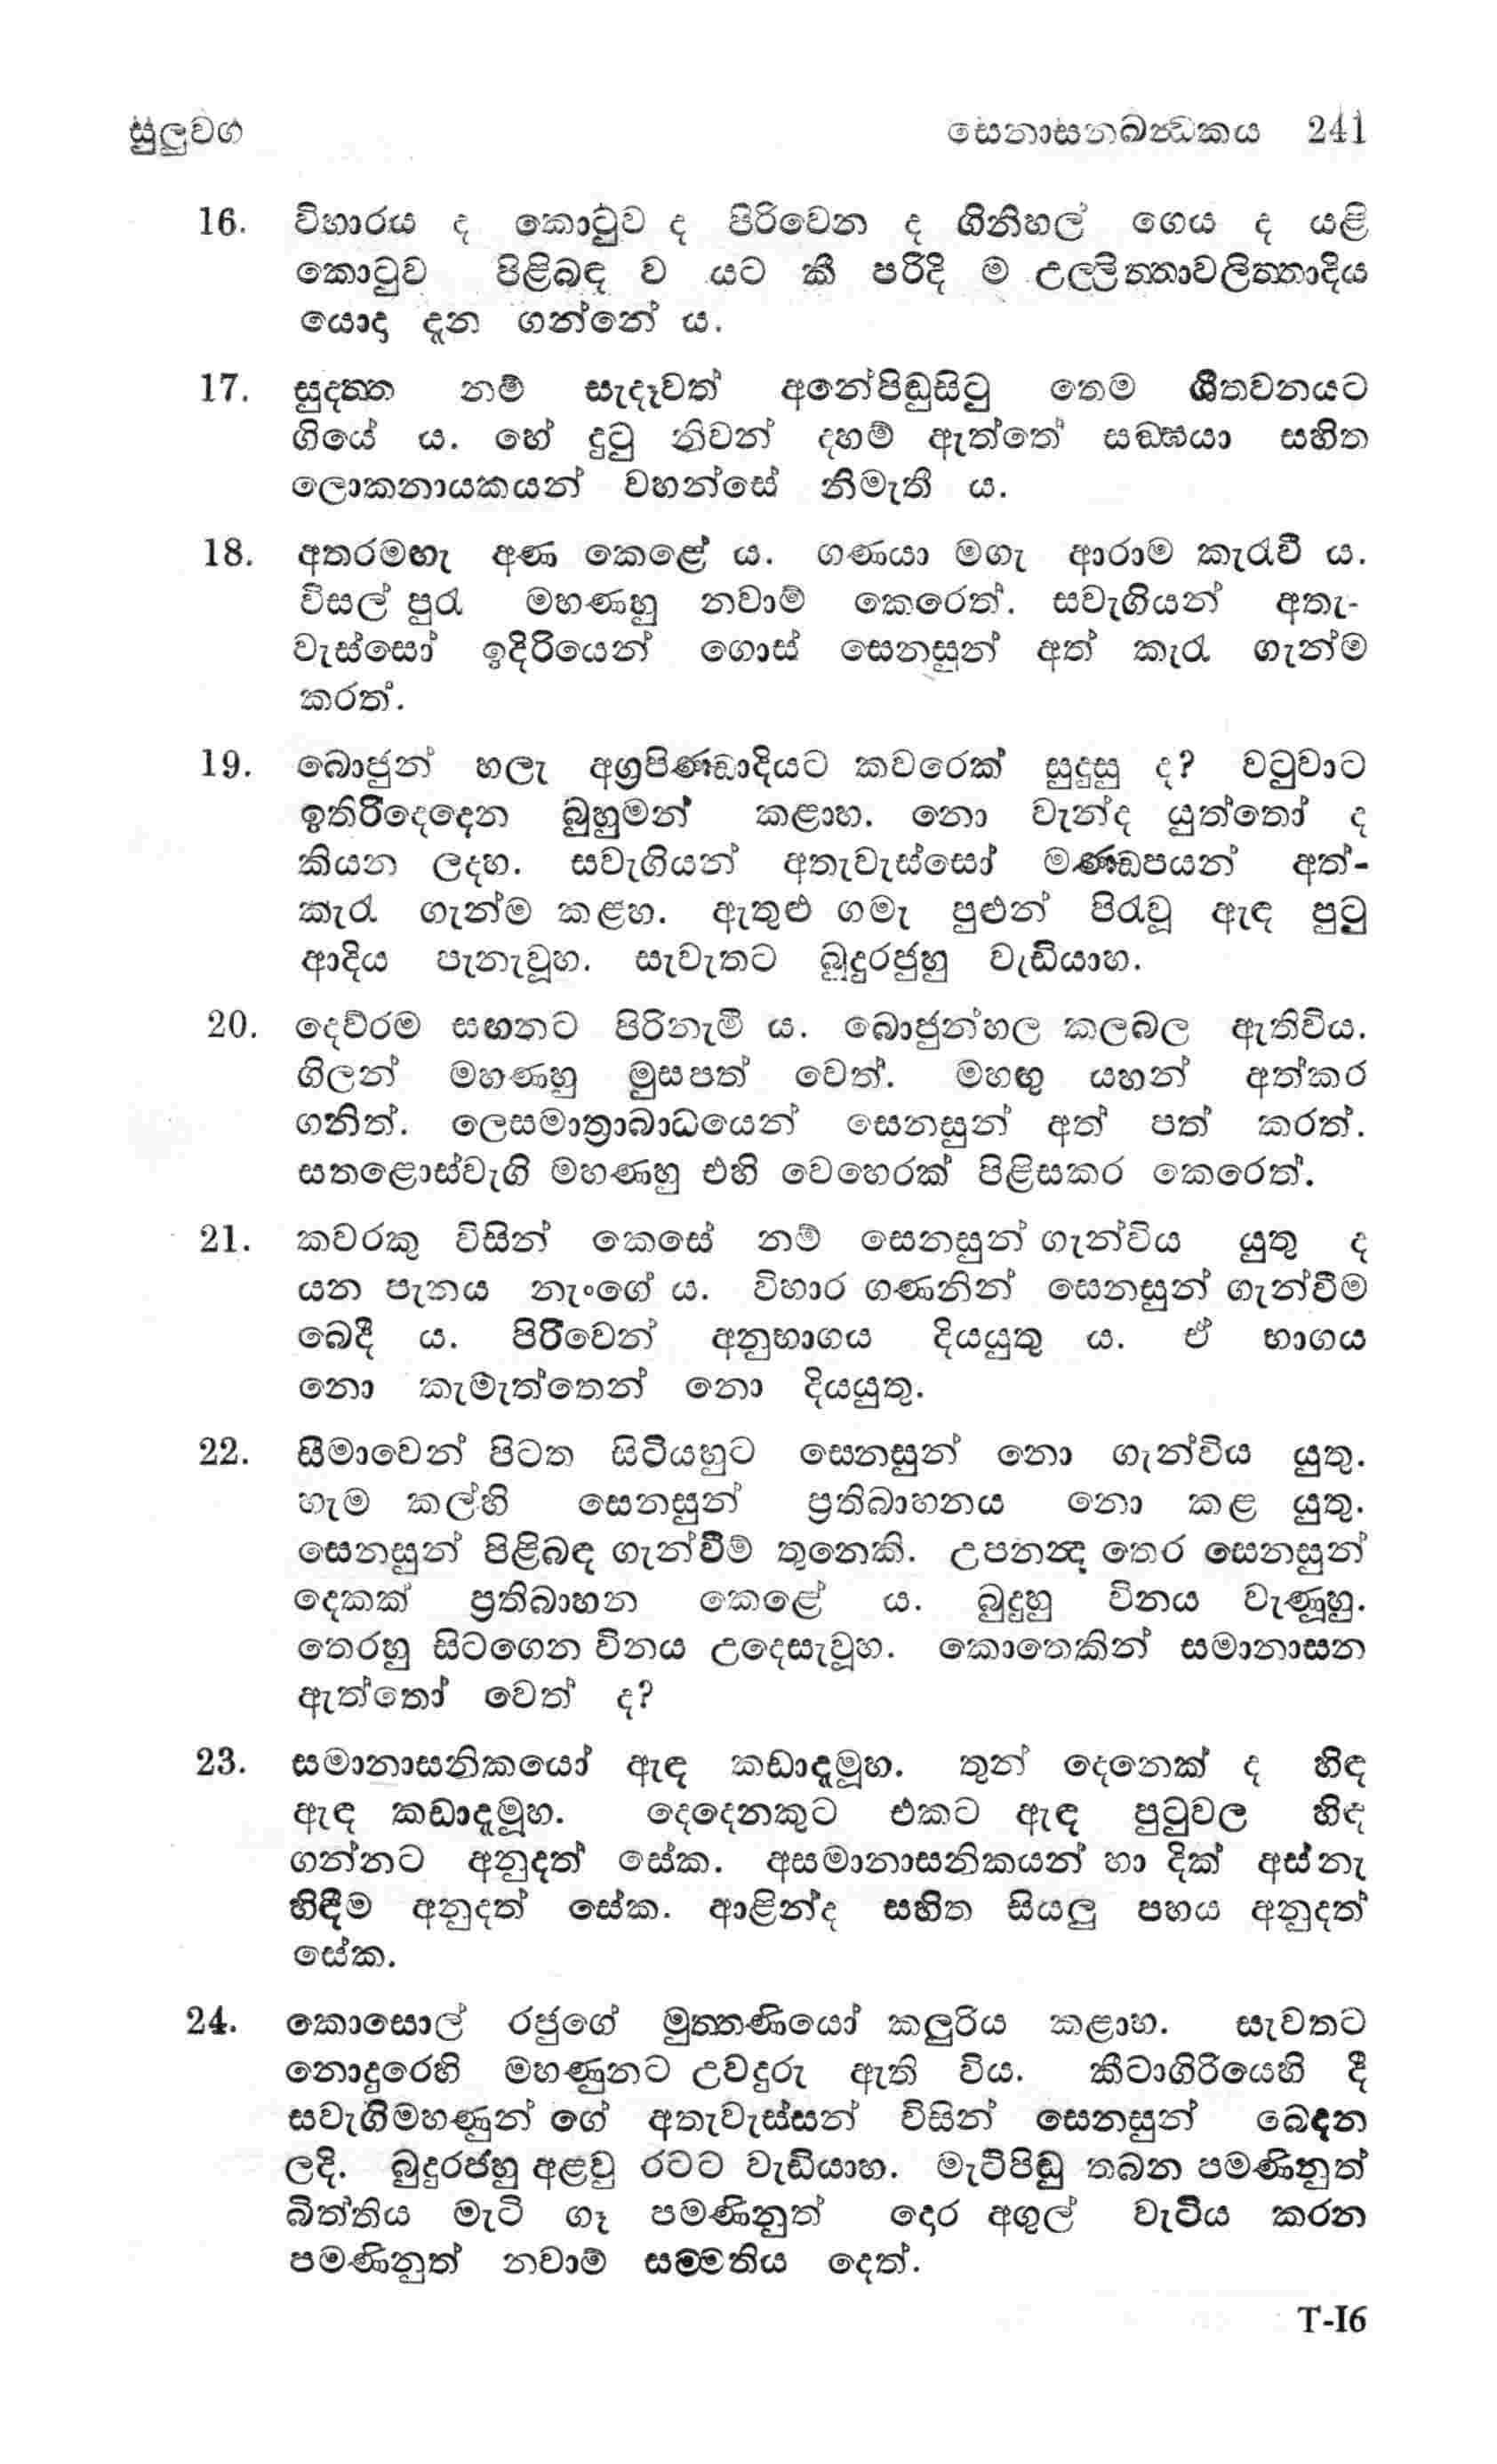 සුලුවග සෙනාසනඛන්‍ධකය 241
16. විහාරය ද කොටුව ද පිරිවෙන ද ගිනිහල් ගෙය ද යළි
කොටුව පිළිබඳ ව යට කී පරිදි ම උල්ලිත්තාවලිත්තාදිය
යොදා දැන ගන්නේ ය.
17. සුදත්ත නම් සැදෑවත් අනේපිඬුසිටු තෙම ශීතවනයට
ගියේ ය. හේ දුටු නිවන් දහම් ඇත්තේ සඞ්ඝයා සහිත
ලොකනායකයන් වහන්සේ නිමැතී ය.
18. අතරමඟැ අණ කෙළේ ය. ගණයා මගැ ආරාම කැරැවී ය.
විසල් පුරැ මහණහු නවාම් කෙරෙත්. සවැගියන් අතැ-
වැස්සෝ ඉදිරියෙන් ගොස් සෙනසුන් අත් කැරැ ගැන්ම
කරත්.
19. බොජුන් හලැ අග්‍රපිණ්ඩාදියට කවරෙක් සුදුසු ද? වටුවාට
ඉතිරිදෙදෙන බුහුමන් කළාහ. නො වැන්ද යුත්තෝ ද
කියන ලදහ. සවැගියන් අතැවැස්සෝ මණ්ඩපයන් අත්-
කැරැ ගැන්ම කළහ. ඇතුළු ගමැ පුළුන් පිරැවූ ඇඳ පුටු
ආදිය පැනැවූහ. සැවැතට බුදුරජුහු වැඩියාහ.
20. දෙව්රම සඟනට පිරිනැමී ය. බොජුන්හල කලබල ඇතිවිය.
ගිලන් මහණහු මුසපත් වෙත්. මහඟු යහන් අත්කර
ගනිත්. ලෙසමාත්‍රාබාධයෙන් සෙනසුන් අත් පත් කරත්.
සතළොස්වැගි මහණහු එහි වෙහෙරක් පිළිසකර කෙරෙත්.
21. කවරකු විසින් කෙසේ නම් සෙනසුන් ගැන්විය යුතු ද
යන පැනය නැංගේ ය. විහාර ගණනින් සෙනසුන් ගැන්වීම
බෙදී ය. පිරිවෙන් අනුභාගය දියයුතු ය. ඒ භාගය
නො කැමැත්තෙන් නො දියයුතු.
22. සීමාවෙන් පිටත සිටියහුට සෙනසුන් නො ගැන්විය යුතු.
හැම කල්හි සෙනසුන් ප්‍රතිබාහනය නො කළ යුතු.
සෙනසුන් පිළිබඳ ගැන්වීම් තුනෙකි. උපනන්‍ද තෙර සෙනසුන්
දෙකක් ප්‍රතිබාහන කෙළේ ය. බුදුහු විනය වැණූහු.
තෙරහු සිටගෙන විනය උදෙසැවූහ. කොතෙකින් සමානාසන
ඇත්තෝ වෙත් ද?
23. සමානාසනිකයෝ ඇඳ කඩාදැමූහ. තුන් දෙනෙක් ද හිඳ
ඇඳ කඩාදැමූහ. දෙදෙනකුට එකට ඇඳ පුටුවල හිඳ
ගන්නට අනුදත් සේක. අසමානාසනිකයන් හා දික් අස්නැ
හිඳීම අනුදත් සේක. ආළින්ද සහිත සියලු පහය අනුදත්
සේක.
24. කොසොල් රජුගේ මුත්තණියෝ කලුරිය කළාහ. සැවතට
නොදුරෙහි මහණුනට උවදුරු ඇති විය. කීටාගිරියෙහි දී
සවැගිමහණුන් ගේ අතැවැස්සන් විසින් සෙනසුන් බෙදන
ලදි. බුදුරජහු අළවු රටට වැඩියාහ. මැටිපිඬු තබන පමණිනුත්
බිත්තිය මැටි ගෑ පමණිනුත් දොර අගුල් වැටිය කරන
පමණිනුත් නවාම් සම්මතිය දෙත්.
T-I6